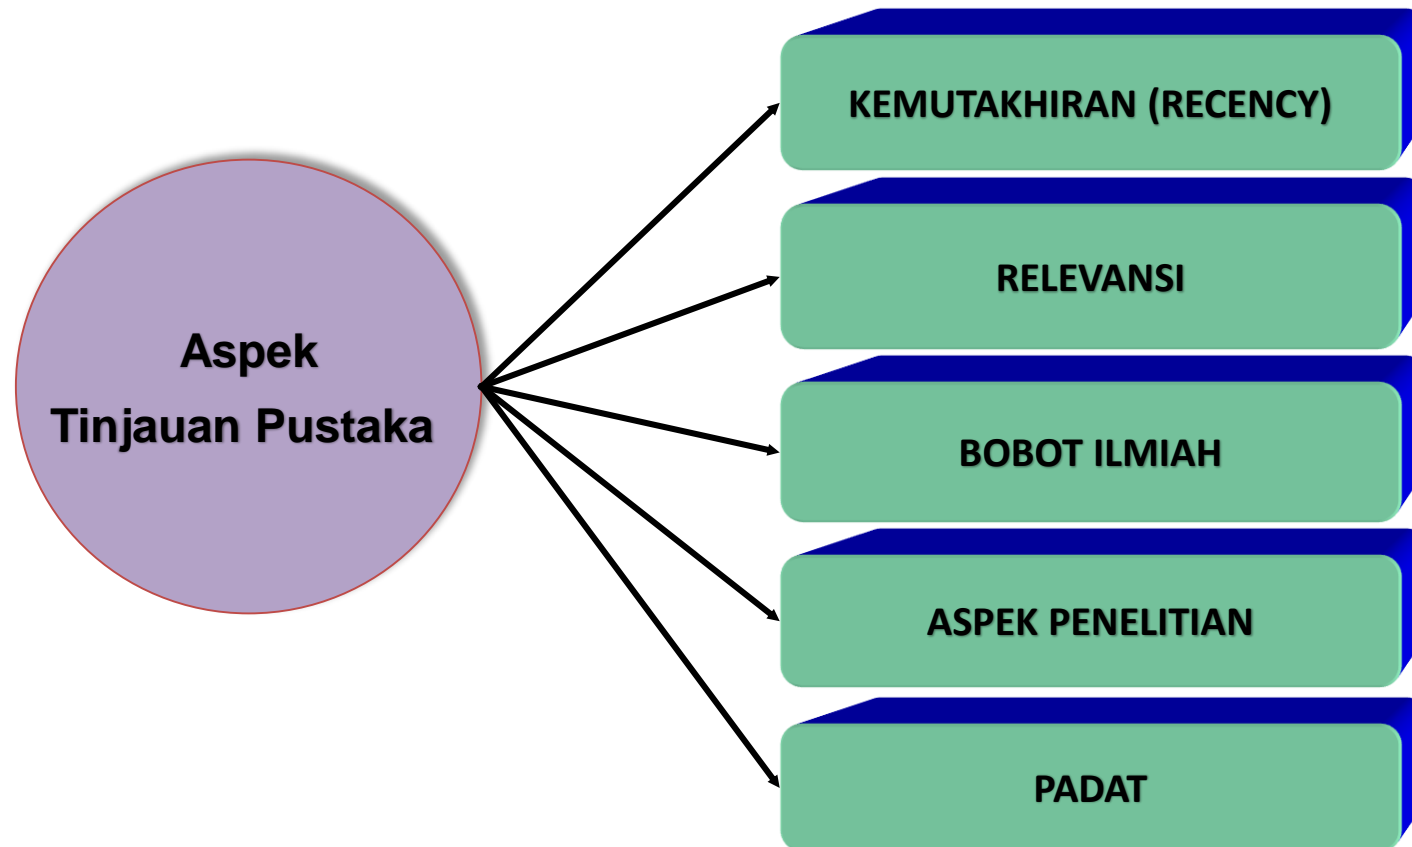 Aspek
Tinjauan Pustaka
KEMUTAKHIRAN (RECENCY)
RELEVANSI
BOBOT ILMIAH
ASPEK PENELITIAN
PADAT